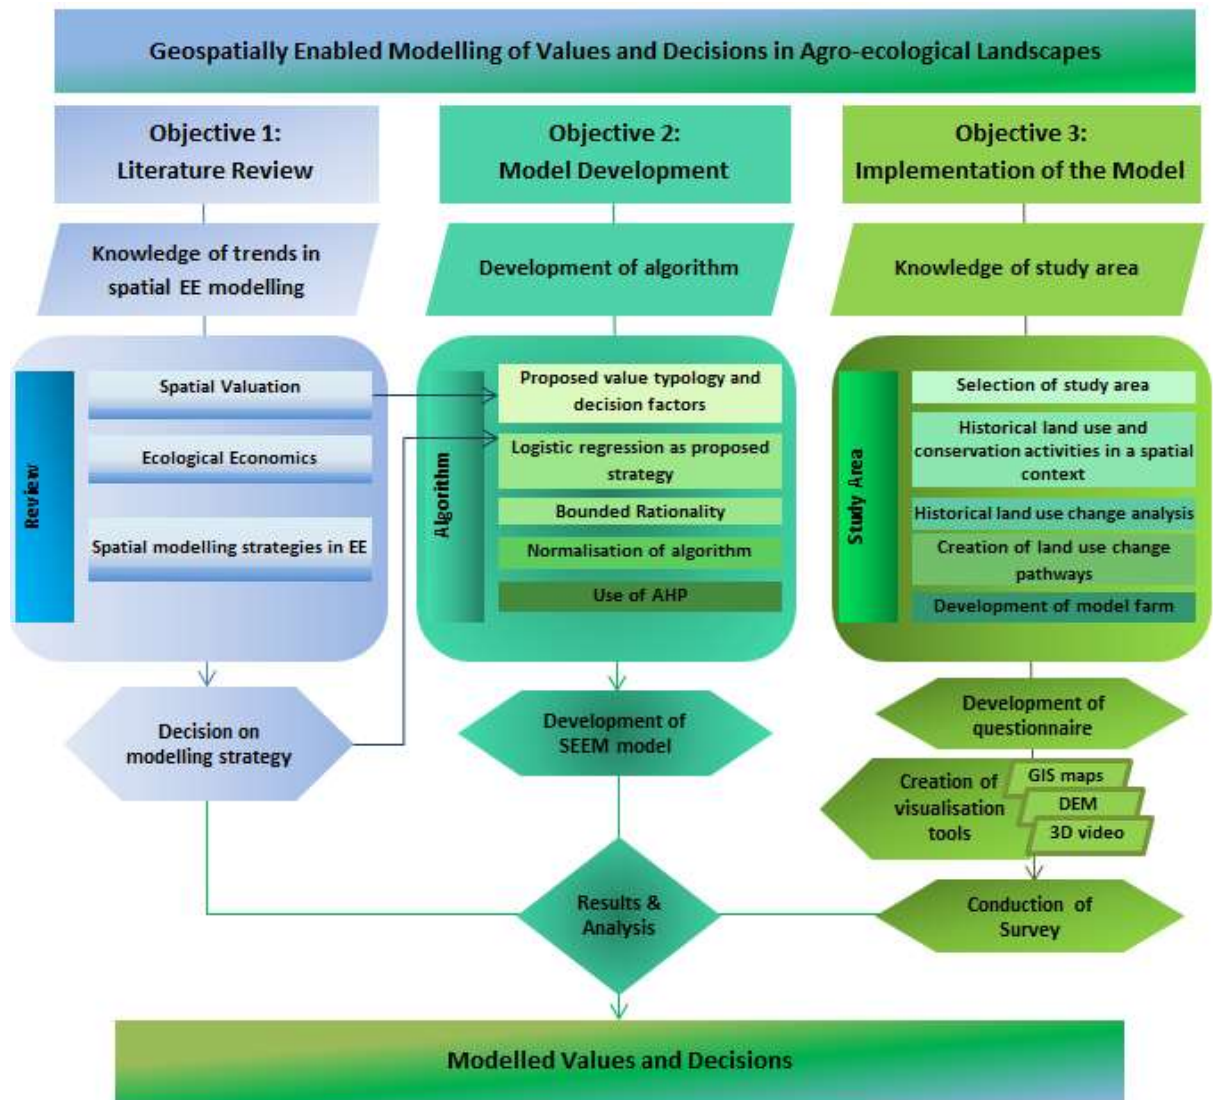 Geospatially Enabled Modelling of Values and Decisions in Agro-ecological Landscapes
Objective 1:
Literature Review
Knowledge of trends in
spatial EE modelling
Review
Spatial Valuation
Ecological Economics
Spatial modelling strategies in EE
Decision on
modelling strategy
Objective 2:
Model Development
Development of algorithm
Algorithm
Proposed value typology and
decision factors
Logistic regression as proposed
strategy
Bounded Rationality
Normalisation of algorithm
Use of AHP
Development of
SEEM model
Objective 3:
Implementation of the Model
Knowledge of study area
Study Area
Selection of study area
Historical land use and
conservation activities in a spatial
context
Historical land use change analysis
Creation of land use change
pathways
Development of model farm
Development of
questionnaire
Creation of
visualisation
tools
GIS maps
DEM
3D video
Conduction of
Survey
Results &
Analysis
Modelled Values and Decisions